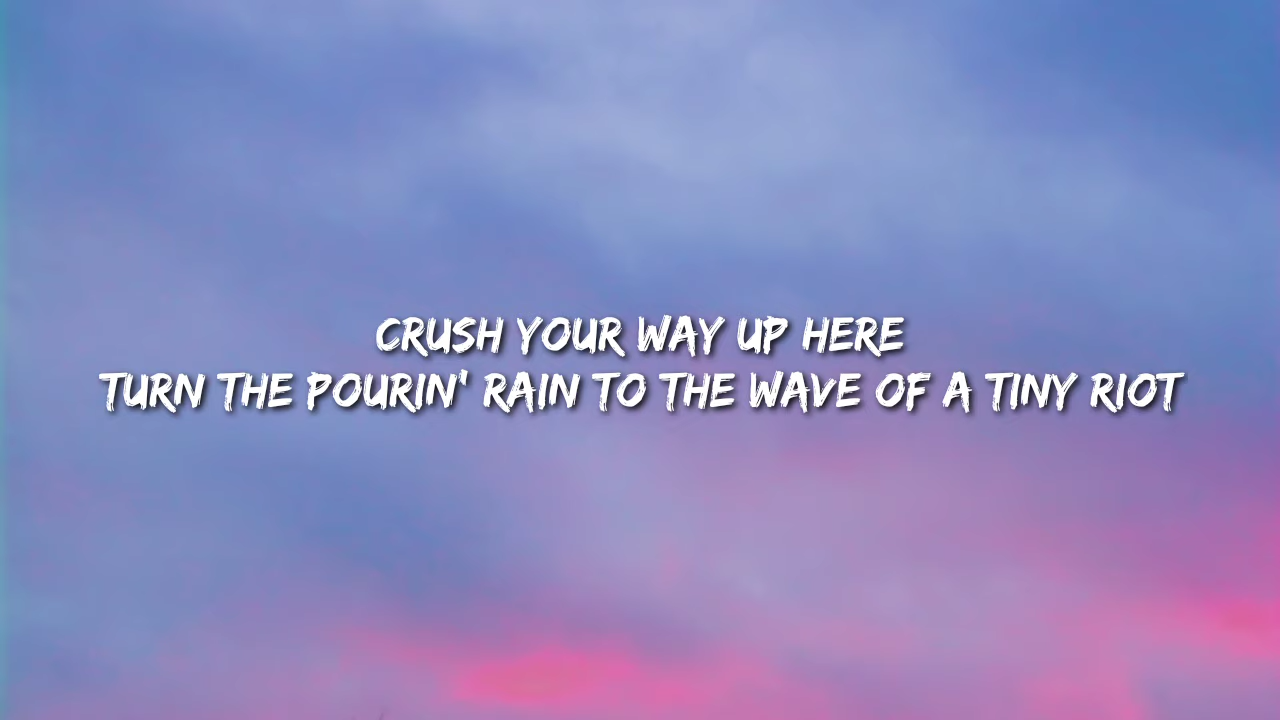 CRUSH YOUR WAY UP HERE
TURN THE POURIN' RAIN TO THE WAVE OF A TINY RIOT